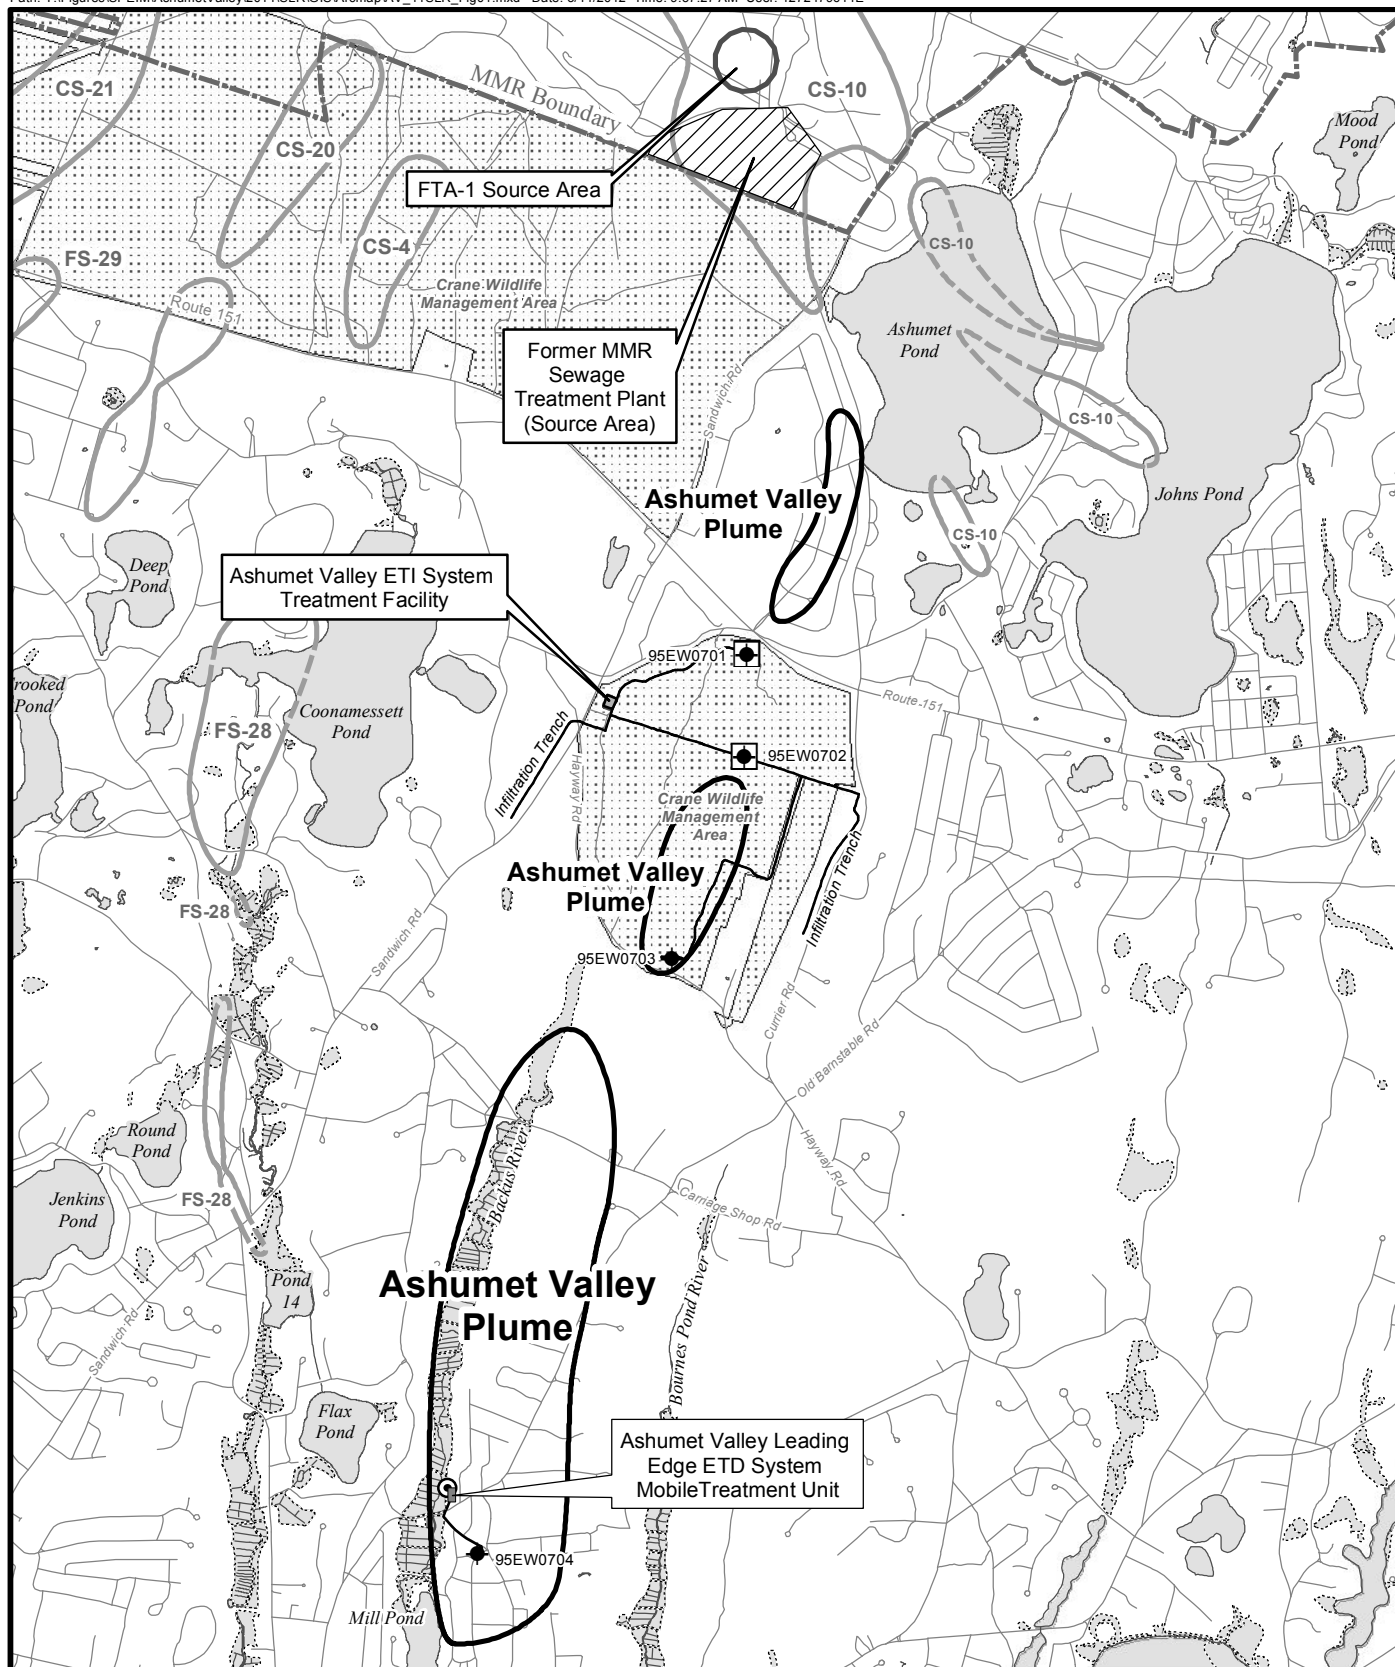 MMR Boundary
CS-21
CS-20
CS-10
Mood
Pond
FTA-1 Source Area
CS-4
CS-10
FS-29
Crane Wildlife
Management Area
Route 151
Former MMR
Sewage
Treatment Plant
(Source Area)
Ashumet
Pond
Sandwich Rd
CS-10
Johns Pond
Ashumet Valley
Plume
CS-10
Deep
Pond
Ashumet Valley ETI System
Treatment Facility
95EW0701
rooked
Pond
Coonamessett
Pond
FS-28
Route 151
Infiltration Trench
Hayway Rd
95EW0702
Crane Wildlife
Management
Area
Ashumet Valley
Plume
Infiltration Trench
FS-28
Sandwich Rd
95EW0703
Currier Rd
Old Barnstable Rd
Round
Pond
Backus River
Hayway Rd
Jenkins
Pond
FS-28
Carriage Shop Rd
Pond
14
Ashumet Valley
Plume
Bournes Pond River
Sandwich Rd
Flax
Pond
Ashumet Valley Leading
Edge ETD System
MobileTreatment Unit
95EW0704
Mill Pond